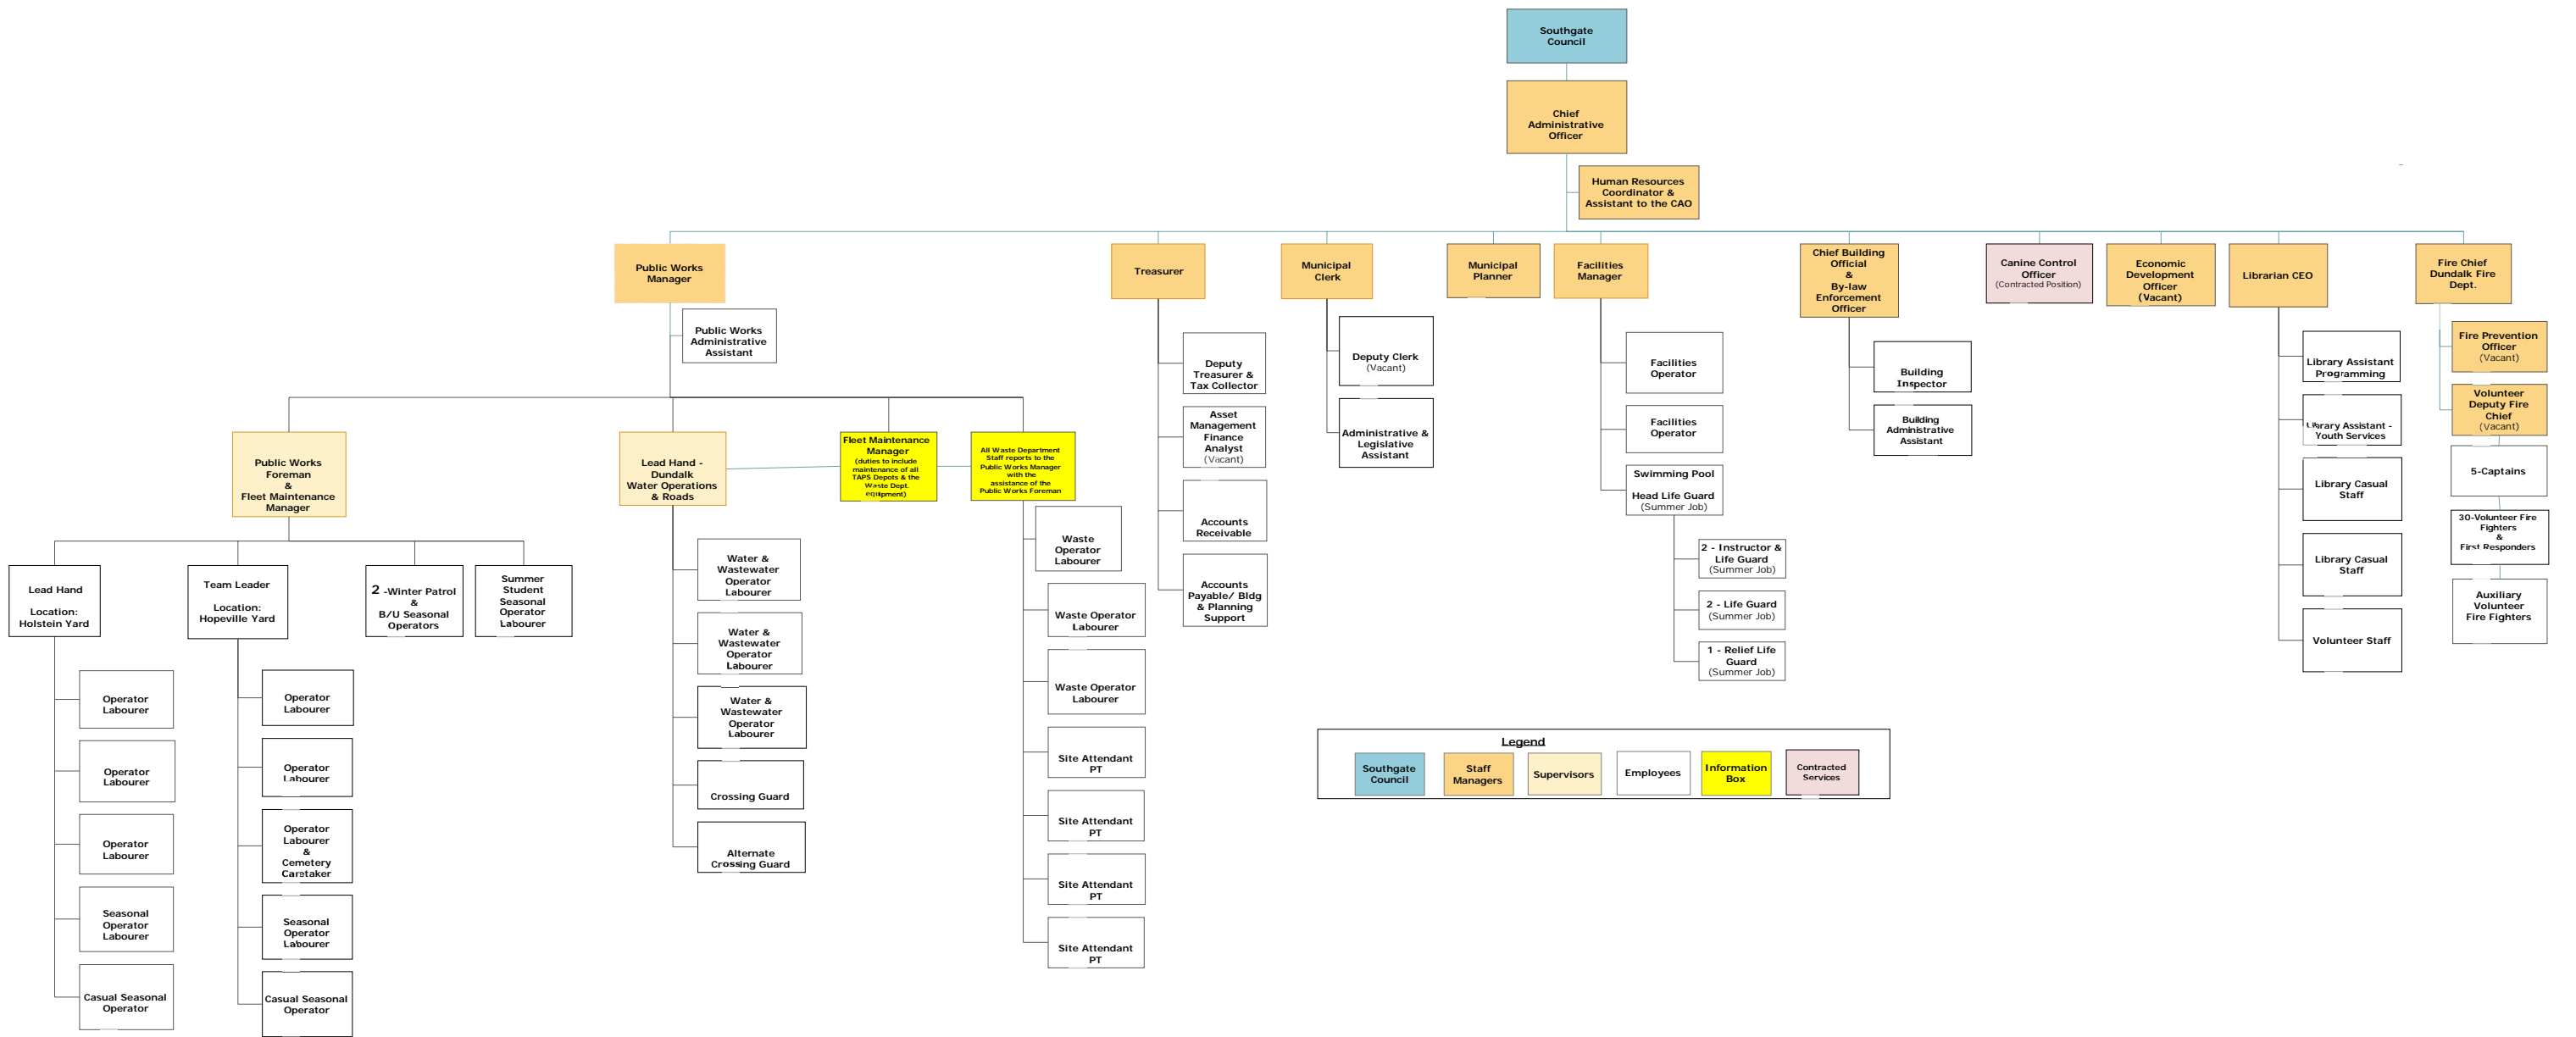 Southgate
Council
Chief
Administrative
Officer
Human Resources
Coordinator &
Assistant to the CAO
Public Works
Manager
Treasurer
Municipal
Clerk
Municipal
Planner
Facilities
Manager
Chief Building
Official
&
By-law
Enforcement
Officer
Canine Control
Officer
(Contracted Position)
Economic
Development
Officer
(Vacant)
Librarian CEO
Fire Chief
Dundalk Fire
Dept.
Public Works
Administrative
Assistant
Public Works
Foreman
&
Fleet Maintenance
Manager
Lead Hand -
Dundalk
Water Operations
& Roads
Fleet Maintenance
Manager
(duties to include
maintenance of all
TAPS Depots & the
Waste Dept.
equipment)
All Waste Department
Staff reports to the
Public Works Manager
with the
assistance of the
Public Works Foreman
Lead Hand
Location:
Holstein Yard
Team Leader
Location:
Hopeville Yard
2 -Winter Patrol
&
B/U Seasonal
Operators
Summer
Student
Seasonal
Operator
Labourer
Operator
Labourer
Operator
Labourer
Operator
Labourer
Seasonal
Operator
Labourer
Casual Seasonal
Operator
Operator
Labourer
Operator
Labourer
Operator
Labourer
&
Cemetery
Caretaker
Seasonal
Operator
Labourer
Casual Seasonal
Operator
Water &
Wastewater
Operator
Labourer
Water &
Wastewater
Operator
Labourer
Water &
Wastewater
Operator
Labourer
Crossing Guard
Alternate
Crossing Guard
Waste
Operator
Labourer
Waste Operator
Labourer
Waste Operator
Labourer
Site Attendant
PT
Site Attendant
PT
Site Attendant
PT
Site Attendant
PT
Deputy
Treasurer &
Tax Collector
Asset
Management
Finance
Analyst
(Vacant)
Accounts
Receivable
Accounts
Payable/ Bldg
& Planning
Support
Deputy Clerk
(Vacant)
Administrative &
Legislative
Assistant
Facilities
Operator
Facilities
Operator
Swimming Pool
Head Life Guard
(Summer Job)
2 - Instructor &
Life Guard
(Summer Job)
2 - Life Guard
(Summer Job)
1 - Relief Life
Guard
(Summer Job)
Building
Inspector
Building
Administrative
Assistant
Library Assistant
Programming
Library Assistant -
Youth Services
Library Casual
Staff
Library Casual
Staff
Volunteer Staff
Fire Prevention
Officer
(Vacant)
Volunteer
Deputy Fire
Chief
(Vacant)
5-Captains
30-Volunteer Fire
Fighters
&
First Responders
Auxiliary
Volunteer
Fire Fighters
Legend
Southgate
Council
Staff
Managers
Supervisors
Employees
Information
Box
Contracted
Services